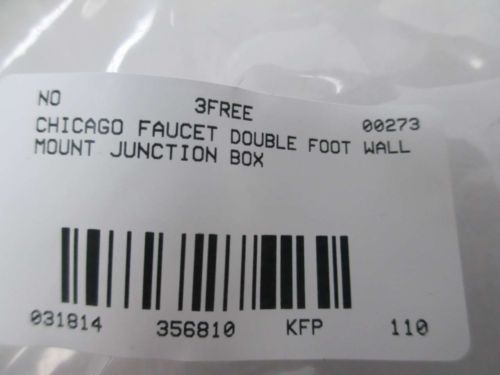 NO 3FREE 00273
CHICAGO FAUCET DOUBLE FOOT WALL
MOUNT JUNCTION BOX
031814 356810 KFP 110